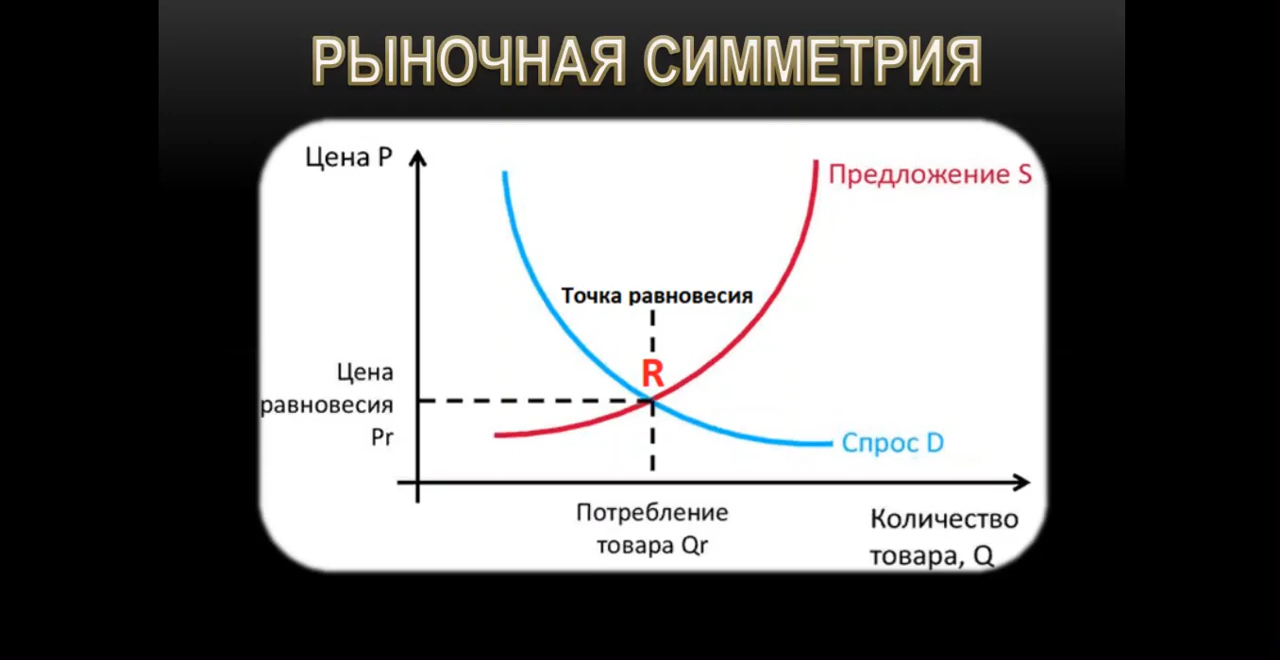 РЫНОЧНАЯ СИММЕТРИЯ
Цена P
Предложение S
Точка равновесия
R
Цена
равновесия
Pr
Спрос D
Потребление
товара Qr
Количество
товара, Q